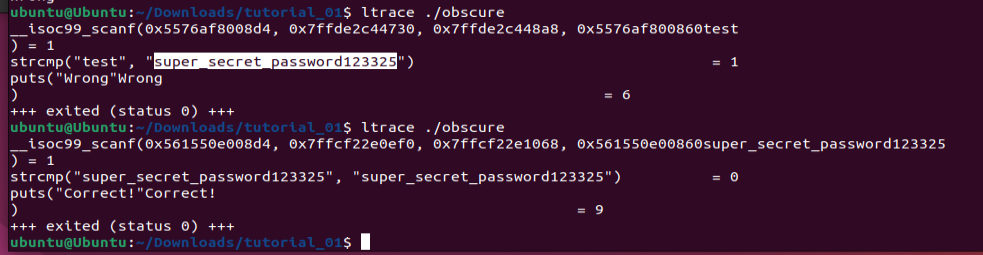 ubuntu@Ubuntu:~/Downloads/tutorial_01$ ltrace ./obscure
__isoc99_scanf(0x5576af8008d4, 0x7ffde2c44730, 0x7ffde2c448a8, 0x5576af800860test
) = 1
strcmp("test", "super_secret_password123325") = 1
puts("Wrong"Wrong
) = 6
+++ exited (status 0) +++
ubuntu@Ubuntu:~/Downloads/tutorial_01$ ltrace ./obscure
__isoc99_scanf(0x561550e008d4, 0x7ffcf22e0ef0, 0x7ffcf22e1068, 0x561550e00860super_secret_password123325
) = 1
strcmp("super_secret_password123325", "super_secret_password123325") = 0
puts("Correct!"Correct!
) = 9
+++ exited (status 0) +++
ubuntu@Ubuntu:~/Downloads/tutorial_01$